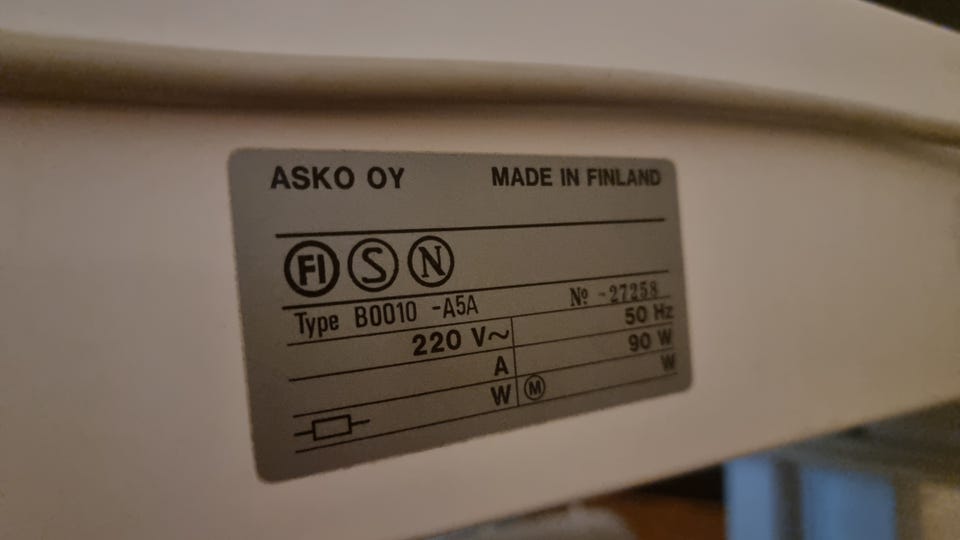 ASKO OY MADE IN FINLAND
FI S N
Type B0010 -A5A № -27258
220 V~ 50 Hz
A 90 W
W M W